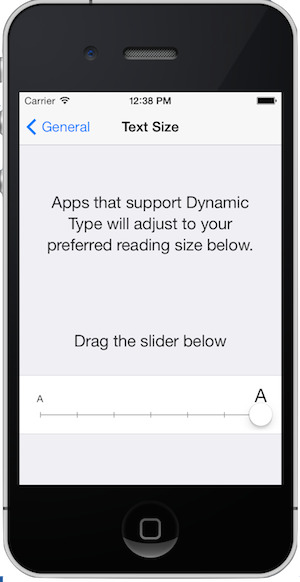 Carrier 12:38 PM
General Text Size
Apps that support Dynamic
Type will adjust to your
preferred reading size below.
Drag the slider below
A A